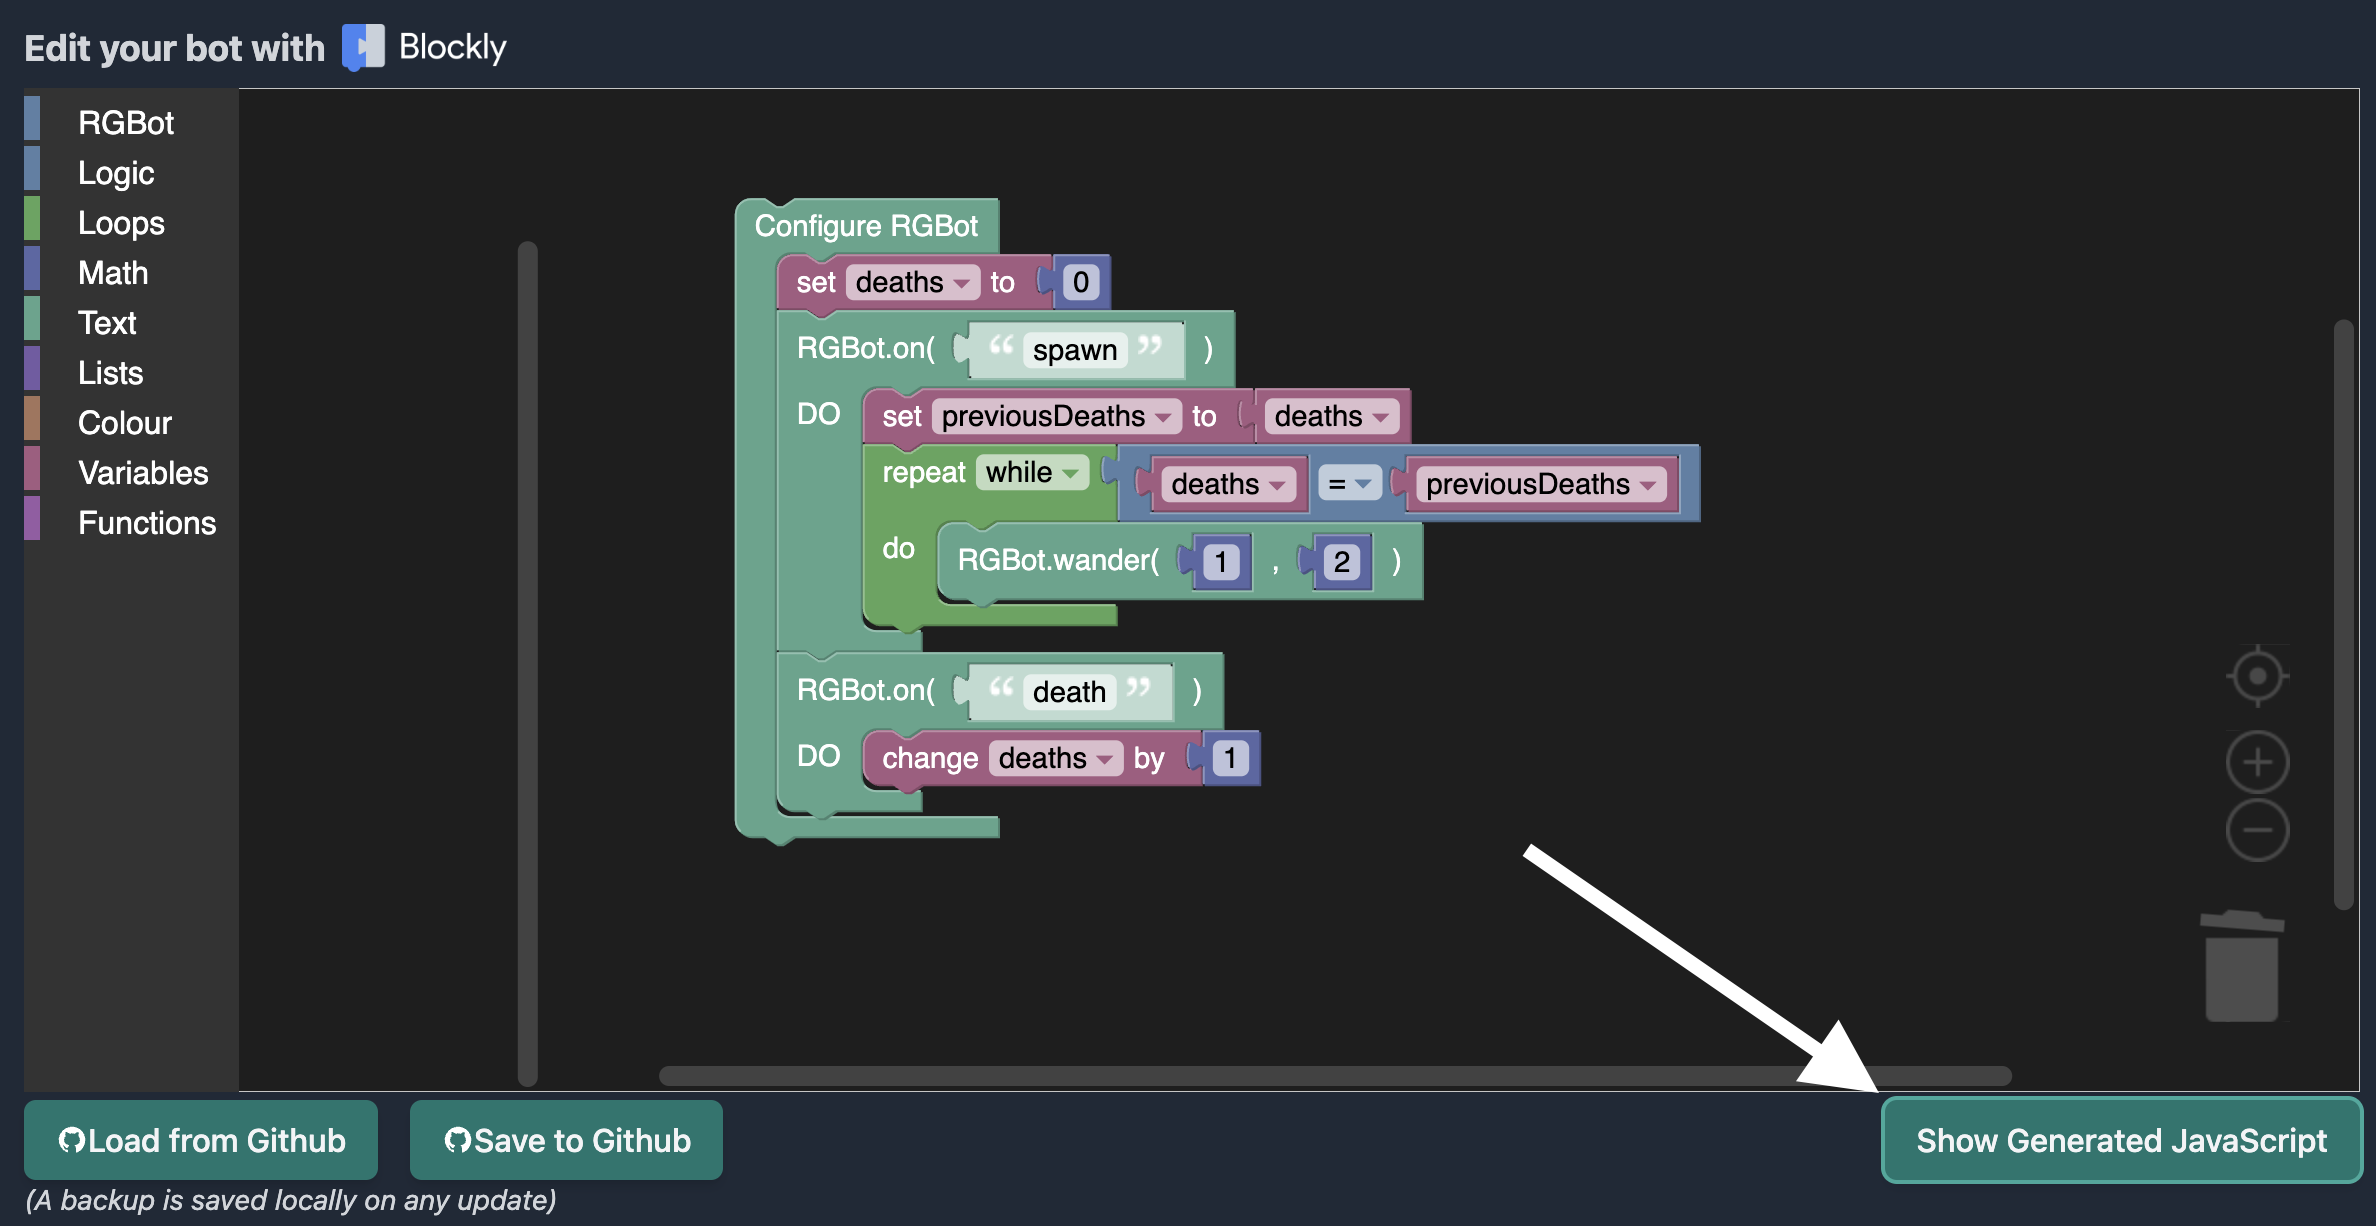 Edit your bot with Blockly
RGBot
Logic
Loops
Math
Text
Lists
Colour
Variables
Functions
Configure RGBot
set deaths to 0
RGBot.on( “ spawn ” )
DO set previousDeaths to deaths
repeat while deaths = previousDeaths
do RGBot.wander( 1 , 2 )
RGBot.on( “ death ” )
DO change deaths by 1
Load from Github
Save to Github
Show Generated JavaScript
(A backup is saved locally on any update)